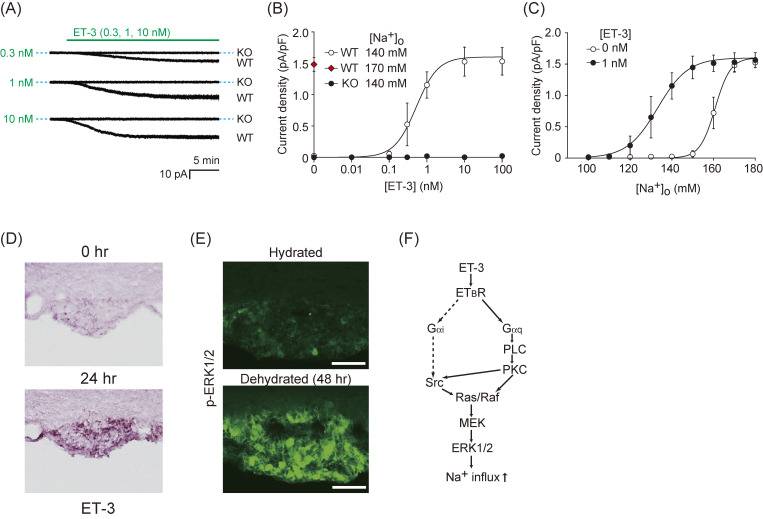 (A)
ET-3 (0.3, 1, 10 nM)
0.3 nM
KO
WT
1 nM
KO
WT
10 nM
KO
WT
5 min
10 pA
(B)
[Na⁺]o
WT 140 mM
WT 170 mM
KO 140 mM
Current density (pA/pF)
2.0
1.5
1.0
0.5
0
0 0.01 0.1 1 10 100
[ET-3] (nM)
(C)
[ET-3]
0 nM
1 nM
Current density (pA/pF)
2.0
1.5
1.0
0.5
0
100 120 140 160 180
[Na⁺]o (mM)
(D)
0 hr
24 hr
ET-3
(E)
Hydrated
Dehydrated (48 hr)
p-ERK1/2
(F)
ET-3
ETBR
Gαi Gαq
PLC
PKC
Src
Ras/Raf
MEK
ERK1/2
Na⁺ influx↑